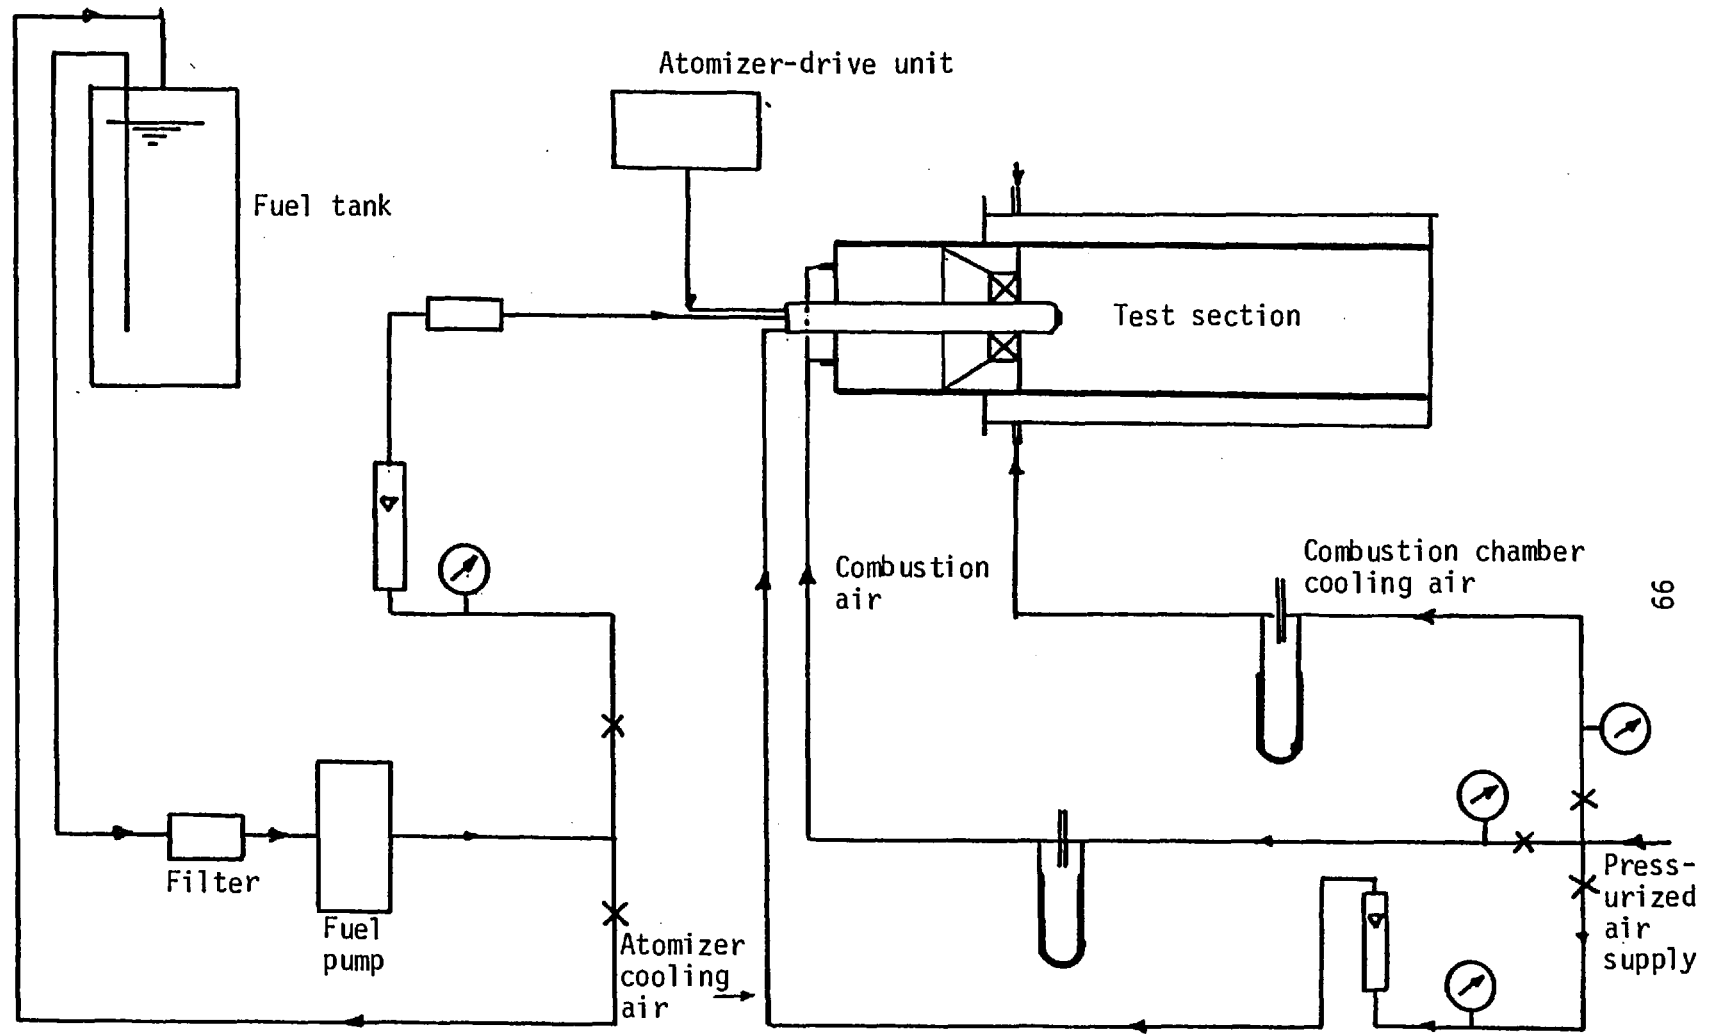 Atomizer-drive unit
Fuel tank
Test section
Combustion
air
Combustion chamber
cooling air
66
Filter
Fuel
pump
Atomizer
cooling
air
Press-
urized
air
supply